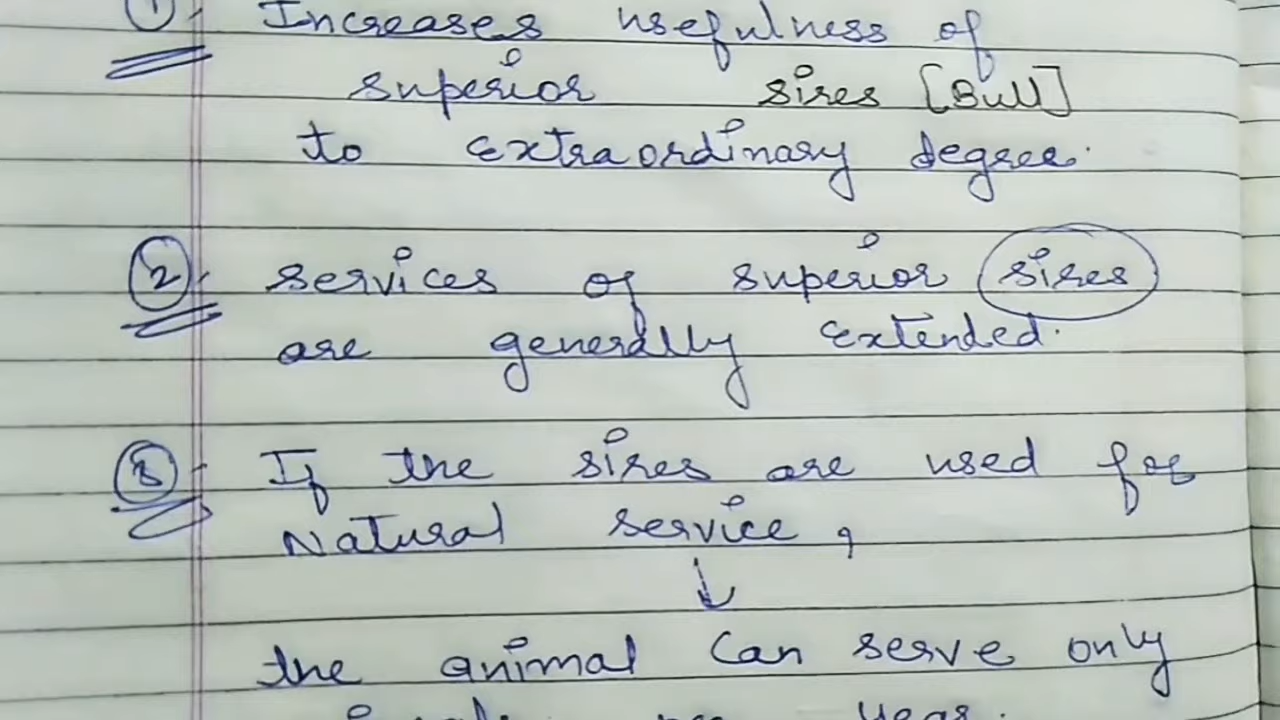 ① Increases usefulness of
superior sires [Bull]
to extraordinary degree.
② services of superior sires
are generally extended.
③ If the sires are used for
Natural service,
↓
the animal can serve only
year.